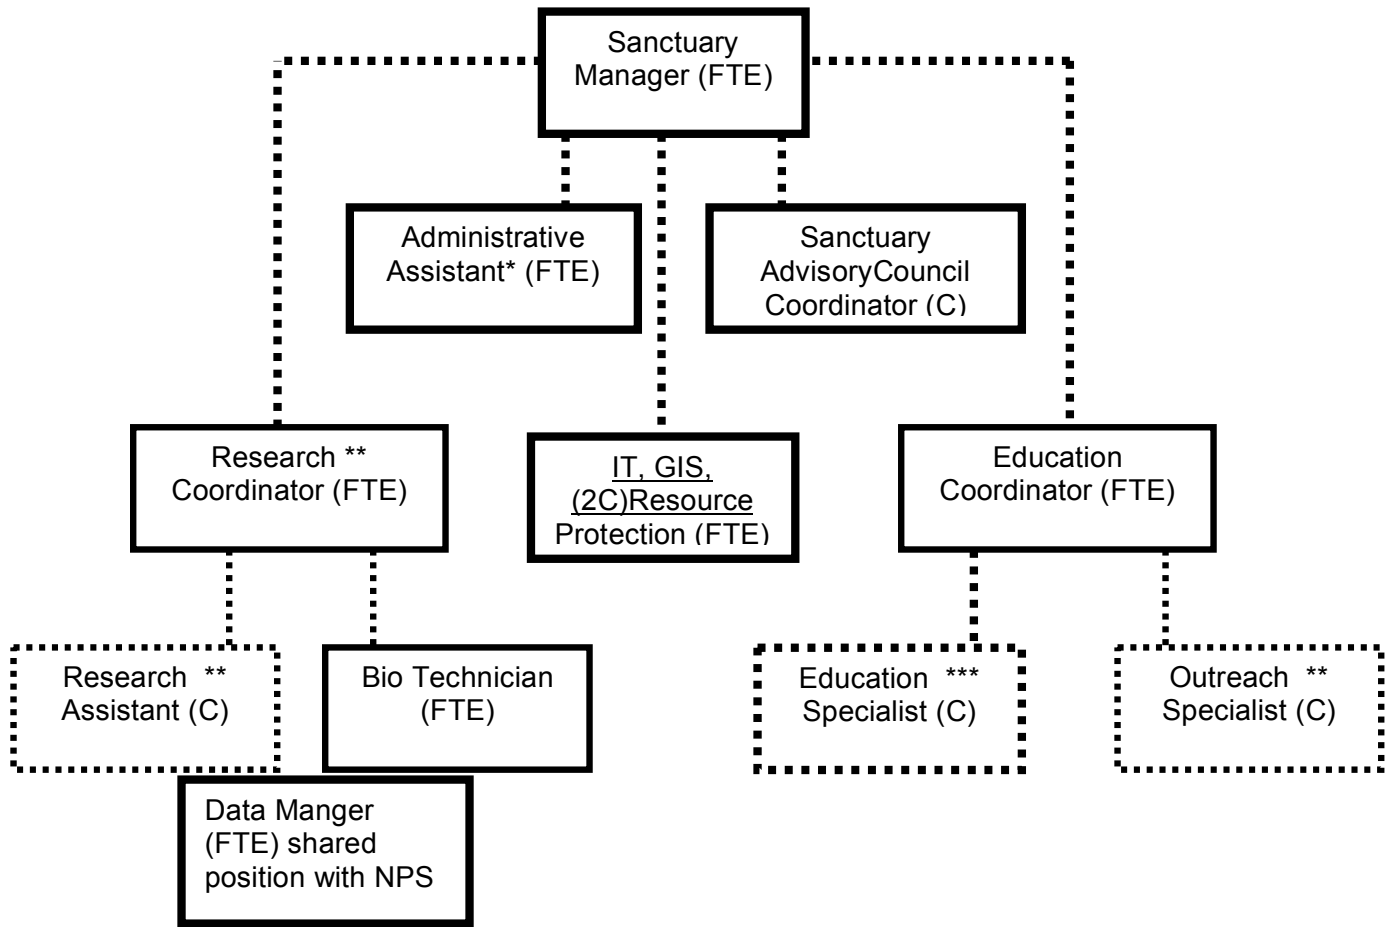 Sanctuary
Manager (FTE)
Administrative
Assistant* (FTE)
Sanctuary
AdvisoryCouncil
Coordinator (C)
Research **
Coordinator (FTE)
IT, GIS,
(2C)Resource
Protection (FTE)
Education
Coordinator (FTE)
Research **
Assistant (C)
Bio Technician
(FTE)
Education ***
Specialist (C)
Outreach **
Specialist (C)
Data Manger
(FTE) shared
position with NPS